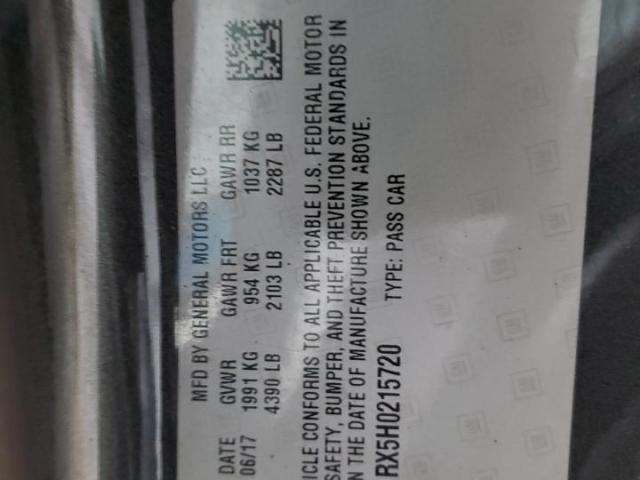 MFD BY GENERAL MOTORS LLC
DATE GVWR GAWR FRT GAWR RR
06/17 1991 KG 954 KG 1037 KG
4390 LB 2103 LB 2287 LB
ICLE CONFORMS TO ALL APPLICABLE U.S. FEDERAL MOTOR
SAFETY, BUMPER, AND THEFT PREVENTION STANDARDS IN
N THE DATE OF MANUFACTURE SHOWN ABOVE.
RX5H0215720 TYPE: PASS CAR